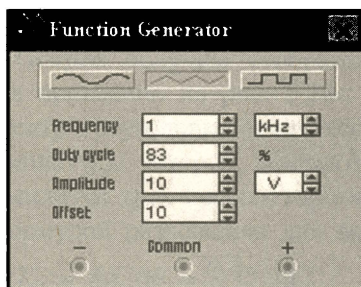 Function Generator
Frequency 1 kHz
Duty cycle 83 %
Amplitude 10 V
Offset 10
− Common +